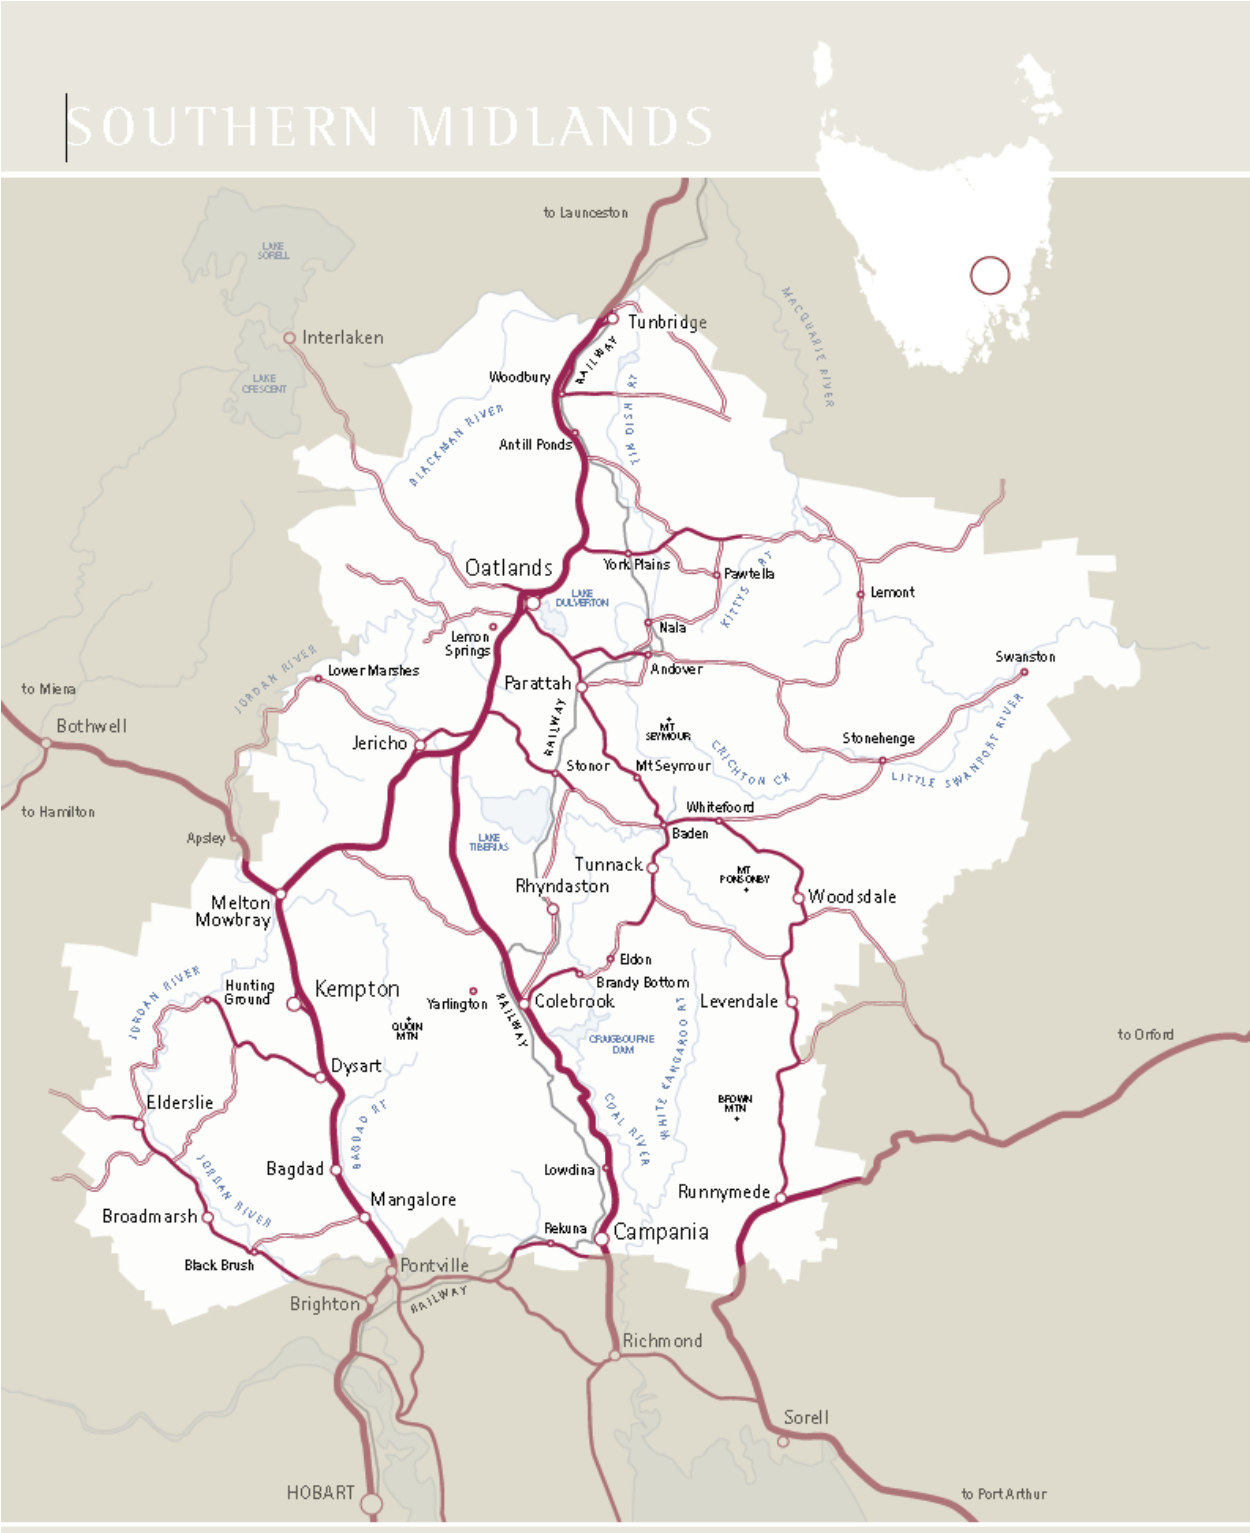 SOUTHERN MIDLANDS
to Launceston
LAKE
SORELL
MACQUARIE RIVER
Interlaken
Tunbridge
RAILWAY
LAKE
CRESCENT
Woodbury
BLACKMAN RIVER
TIN DISH RT
Antill Ponds
Oatlands
York Plains
Pawtella
KITTYS RT
LAKE
DULVERTON
Lemont
Nala
Lemon
Springs
JORDAN RIVER
Lower Marshes
Andover
Swanston
Parattah
to Miena
Bothwell
RAILWAY
MT
SEYMOUR
Jericho
Stonehenge
CRICHTON CK
LITTLE SWANPORT RIVER
Stonor
Mt Seymour
to Hamilton
Whitefoord
Apsley
LAKE
TIBERIAS
Baden
Tunnack
MT
PONSONBY
Rhyndaston
Melton
Mowbray
Woodsdale
Eldon
JORDAN RIVER
Hunting
Ground
Kempton
Brandy Bottom
Yarlington
Colebrook
Levendale
RAILWAY
QUOIN
MTN
CRAIGBOURNE
DAM
WHITE KANGAROO RT
to Orford
Dysart
Elderslie
BAGDAD RT
COAL RIVER
BROWN
MTN
Bagdad
JORDAN RIVER
Lowdina
Runnymede
Mangalore
Broadmarsh
Rekuna
Campania
Black Brush
Pontville
Brighton
RAILWAY
Richmond
Sorell
HOBART
to Port Arthur